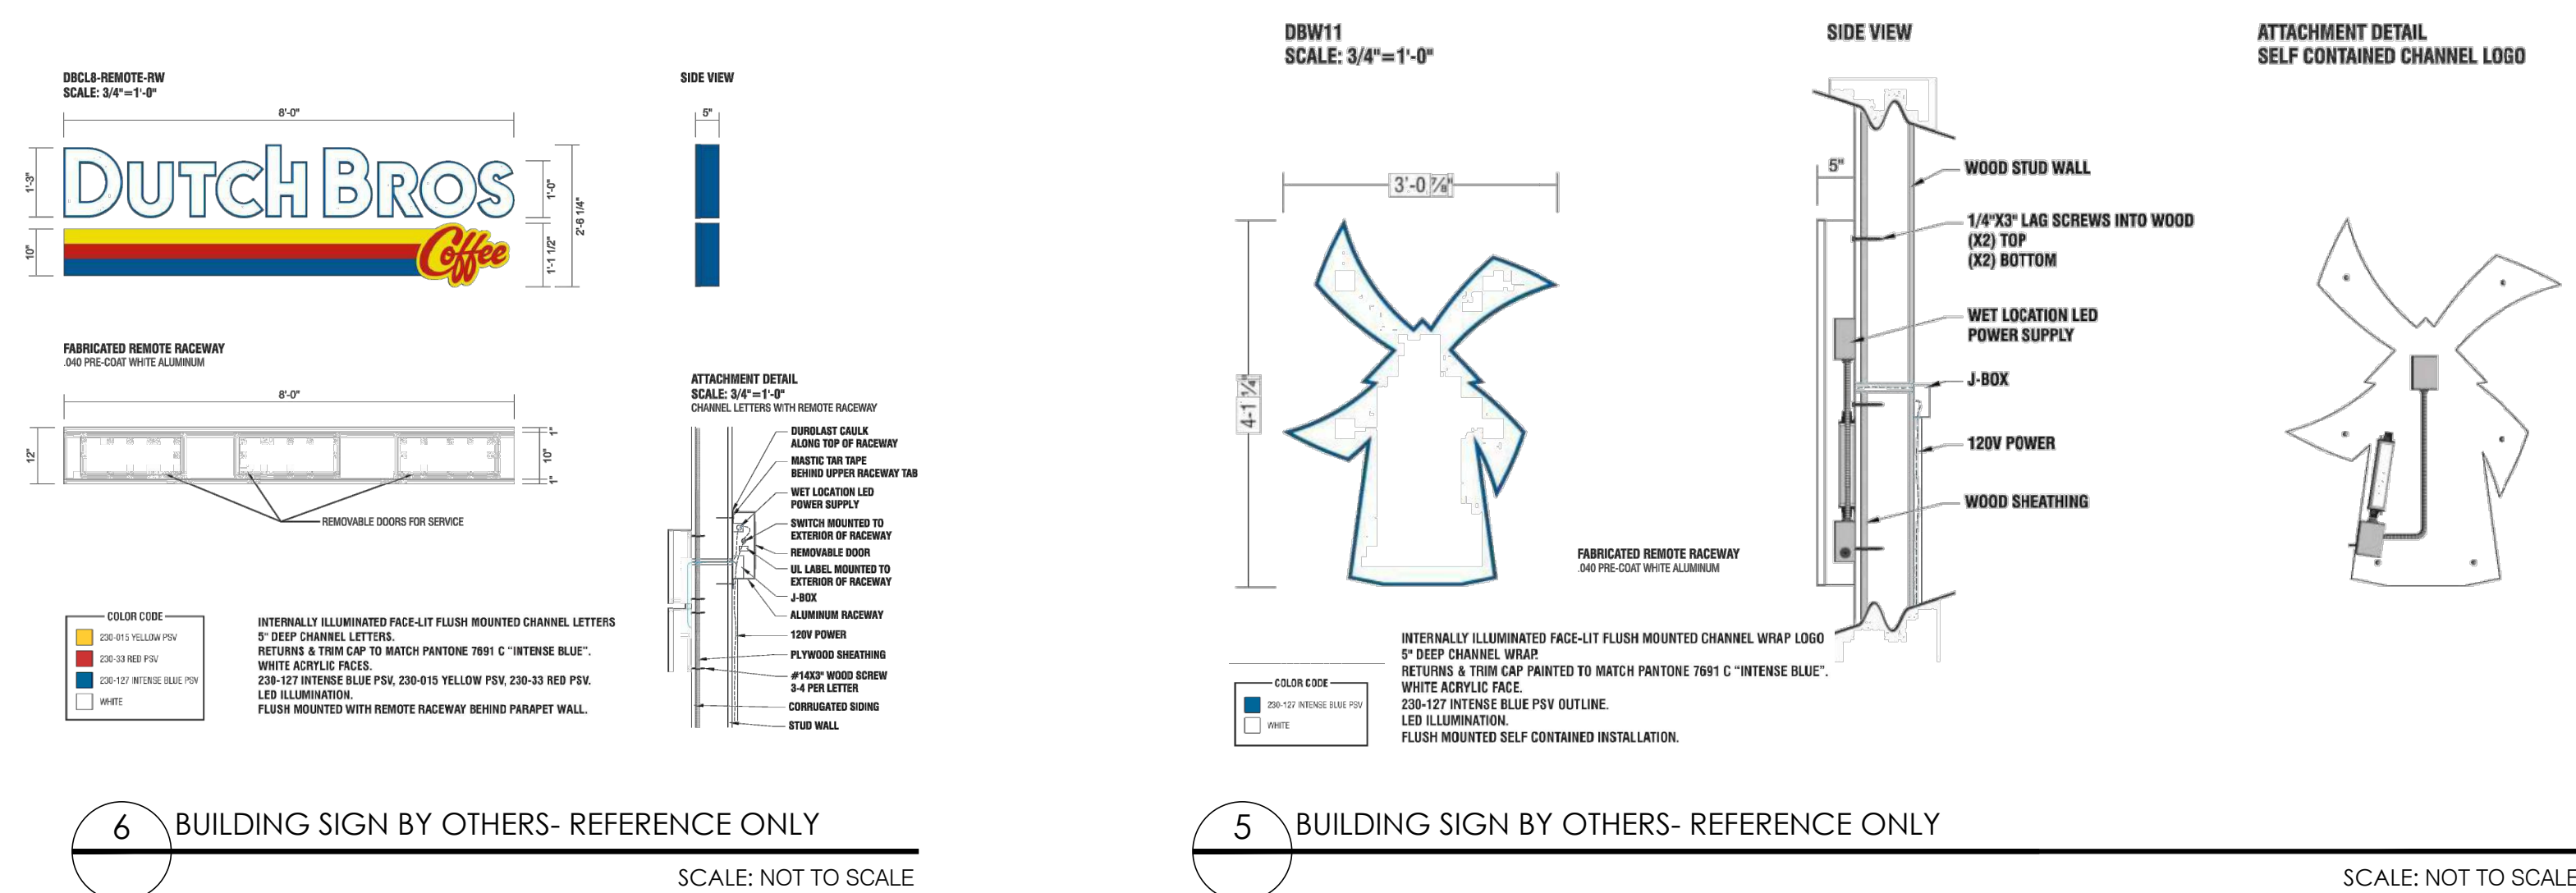 DBCL8-REMOTE-RW
SCALE: 3/4"=1'-0"
8'-0"
SIDE VIEW
5"
1'-3"
DUTCH BROS
1'-0"
2'-6 1/4"
10"
Coffee
1'-1 1/2"
FABRICATED REMOTE RACEWAY
.040 PRE-COAT WHITE ALUMINUM
8'-0"
12"
1"
10"
1"
REMOVABLE DOORS FOR SERVICE
ATTACHMENT DETAIL
SCALE: 3/4"=1'-0"
CHANNEL LETTERS WITH REMOTE RACEWAY
DUROLAST CAULK
ALONG TOP OF RACEWAY
MASTIC TAR TAPE
BEHIND UPPER RACEWAY TAB
WET LOCATION LED
POWER SUPPLY
SWITCH MOUNTED TO
EXTERIOR OF RACEWAY
REMOVABLE DOOR
UL LABEL MOUNTED TO
EXTERIOR OF RACEWAY
J-BOX
ALUMINUM RACEWAY
120V POWER
PLYWOOD SHEATHING
#14X3" WOOD SCREW
3-4 PER LETTER
CORRUGATED SIDING
STUD WALL
COLOR CODE
230-015 YELLOW PSV
230-33 RED PSV
230-127 INTENSE BLUE PSV
WHITE
INTERNALLY ILLUMINATED FACE-LIT FLUSH MOUNTED CHANNEL LETTERS
5" DEEP CHANNEL LETTERS.
RETURNS & TRIM CAP TO MATCH PANTONE 7691 C "INTENSE BLUE".
WHITE ACRYLIC FACES.
230-127 INTENSE BLUE PSV, 230-015 YELLOW PSV, 230-33 RED PSV.
LED ILLUMINATION.
FLUSH MOUNTED WITH REMOTE RACEWAY BEHIND PARAPET WALL.
6
BUILDING SIGN BY OTHERS- REFERENCE ONLY
SCALE: NOT TO SCALE
DBW11
SCALE: 3/4"=1'-0"
3'-0 7/8"
4-1 1/4"
SIDE VIEW
5"
WOOD STUD WALL
1/4"X3" LAG SCREWS INTO WOOD
(X2) TOP
(X2) BOTTOM
WET LOCATION LED
POWER SUPPLY
J-BOX
120V POWER
WOOD SHEATHING
FABRICATED REMOTE RACEWAY
.040 PRE-COAT WHITE ALUMINUM
ATTACHMENT DETAIL
SELF CONTAINED CHANNEL LOGO
COLOR CODE
230-127 INTENSE BLUE PSV
WHITE
INTERNALLY ILLUMINATED FACE-LIT FLUSH MOUNTED CHANNEL WRAP LOGO
5" DEEP CHANNEL WRAP.
RETURNS & TRIM CAP PAINTED TO MATCH PANTONE 7691 C "INTENSE BLUE".
WHITE ACRYLIC FACE.
230-127 INTENSE BLUE PSV OUTLINE.
LED ILLUMINATION.
FLUSH MOUNTED SELF CONTAINED INSTALLATION.
5
BUILDING SIGN BY OTHERS- REFERENCE ONLY
SCALE: NOT TO SCALE